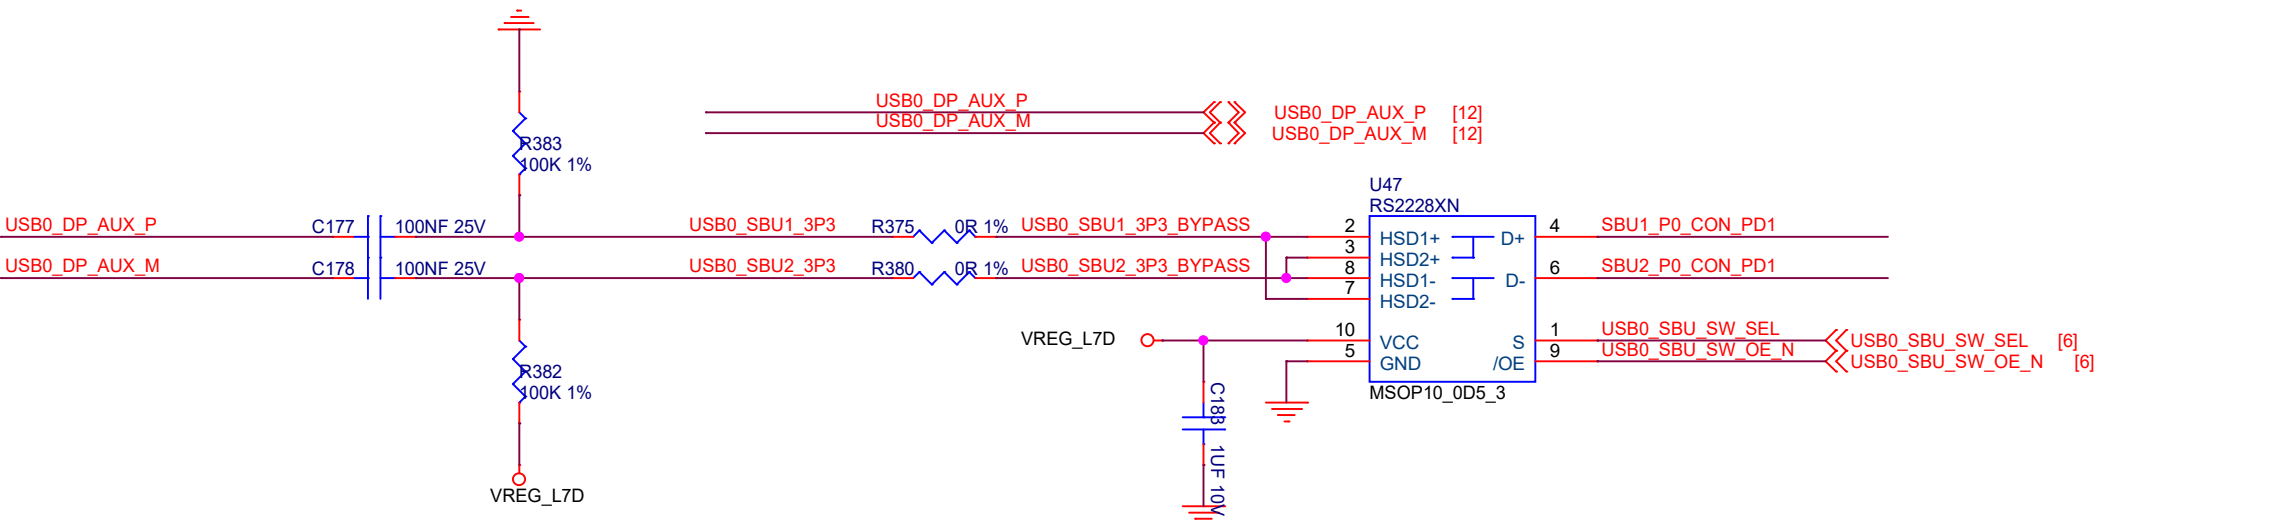 USB0_DP_AUX_P
USB0_DP_AUX_P [12]
USB0_DP_AUX_M
USB0_DP_AUX_M [12]
R383
100K 1%
U47
RS2228XN
USB0_DP_AUX_P
C177
100NF 25V
USB0_SBU1_3P3
R375
0R 1%
USB0_SBU1_3P3_BYPASS
2
HSD1+
D+
4
SBU1_P0_CON_PD1
3
HSD2+
USB0_DP_AUX_M
C178
100NF 25V
USB0_SBU2_3P3
R380
0R 1%
USB0_SBU2_3P3_BYPASS
8
HSD1-
D-
6
SBU2_P0_CON_PD1
7
HSD2-
VREG_L7D
10
VCC
S
1
USB0_SBU_SW_SEL
USB0_SBU_SW_SEL [6]
5
GND
/OE
9
USB0_SBU_SW_OE_N
USB0_SBU_SW_OE_N [6]
MSOP10_0D5_3
R382
100K 1%
C183
1UF 10V
VREG_L7D